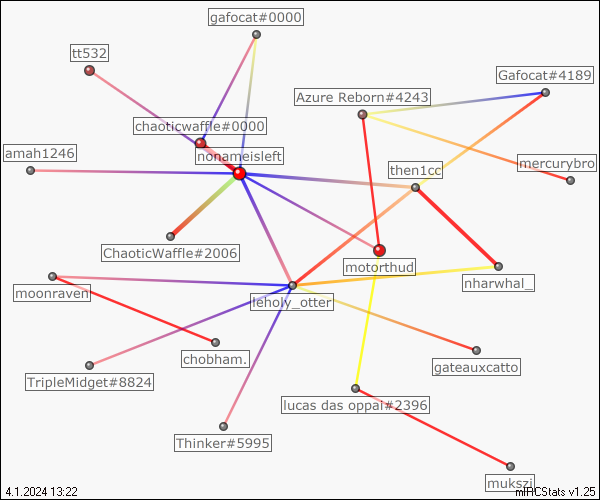 gafocat#0000
tt532
Gafocat#4189
Azure Reborn#4243
chaoticwaffle#0000
amah1246
nonameisleft
mercurybro
then1cc
ChaoticWaffle#2006
motorthud
nharwhal_
moonraven
leholy_otter
chobham.
gateauxcatto
TripleMidget#8824
lucas das oppai#2396
Thinker#5995
mukszi
4.1.2024 13:22
mIRCStats v1.25